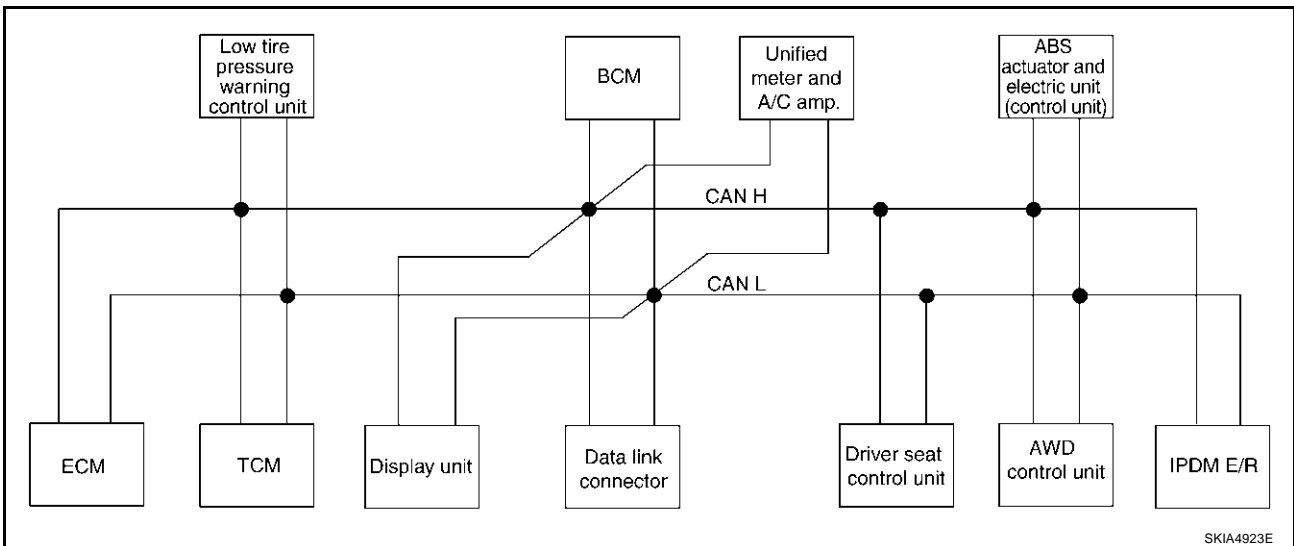 Low tire
pressure
warning
control unit
BCM
Unified
meter and
A/C amp.
ABS
actuator and
electric unit
(control unit)
CAN H
CAN L
ECM
TCM
Display unit
Data link
connector
Driver seat
control unit
AWD
control unit
IPDM E/R
SKIA4923E